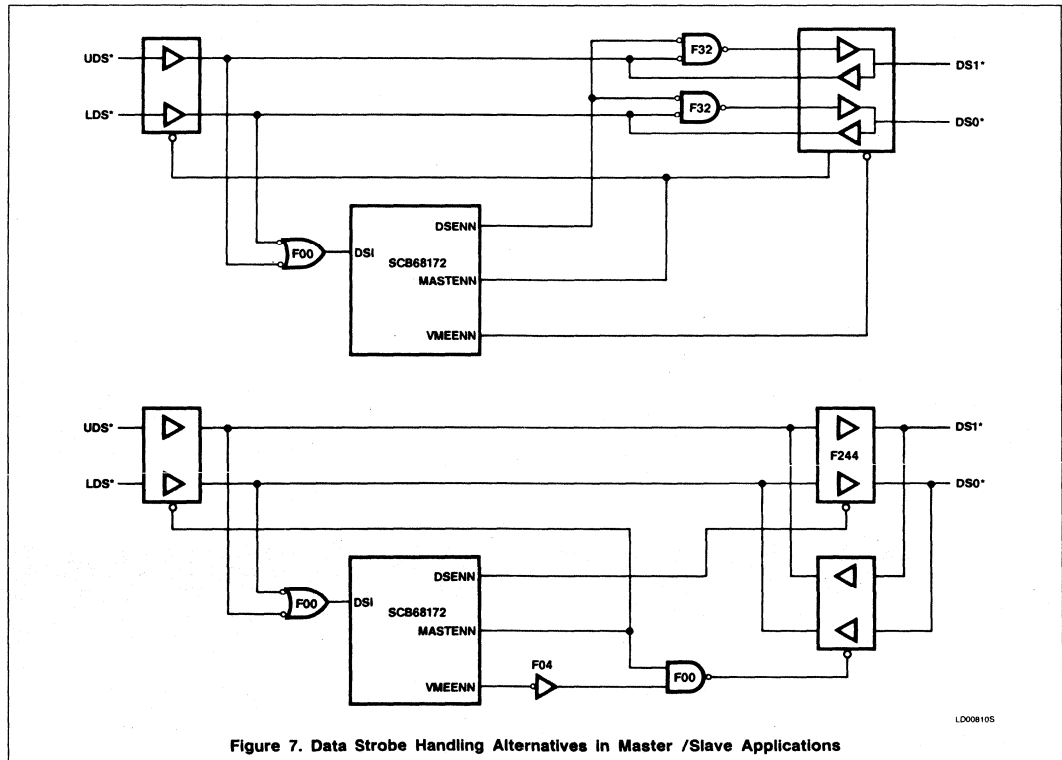 UDS*
F32
DS1*
LDS*
F32
DS0*
DSENN
F00
DSI
SCB68172
MASTENN
VMEENN
UDS*
DS1*
F244
LDS*
DS0*
DSENN
F00
DSI
SCB68172
MASTENN
F04
F00
VMEENN
LD00810S
Figure 7. Data Strobe Handling Alternatives in Master /Slave Applications